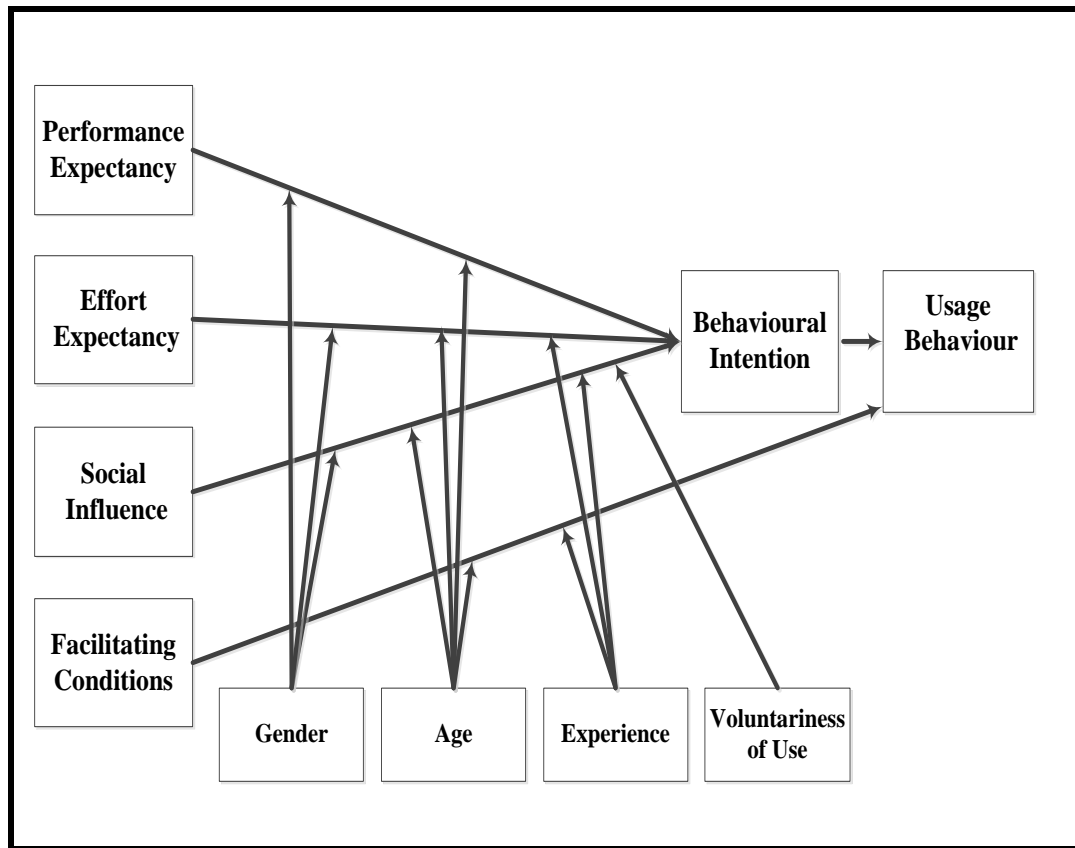 Performance
Expectancy
Effort
Expectancy
Social
Influence
Facilitating
Conditions
Behavioural
Intention
Usage
Behaviour
Gender
Age
Experience
Voluntariness
of Use